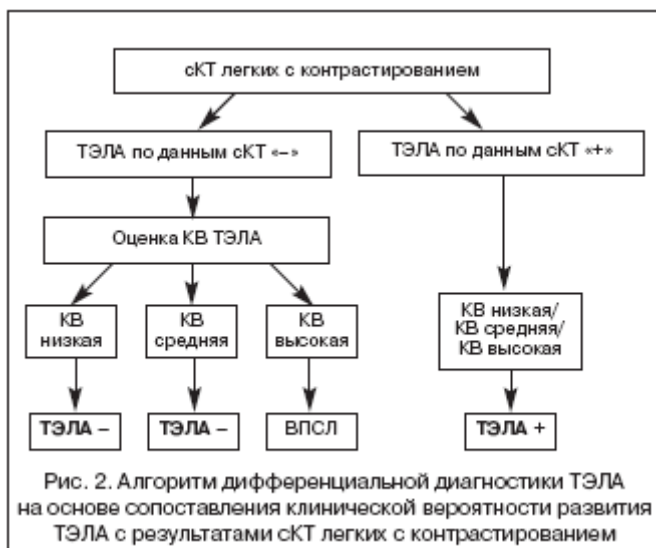 сКТ легких с контрастированием
ТЭЛА по данным сКТ «–»
ТЭЛА по данным сКТ «+»
Оценка КВ ТЭЛА
КВ
низкая
КВ
средняя
КВ
высокая
КВ низкая/
КВ средняя/
КВ высокая
ТЭЛА –
ТЭЛА –
ВПСЛ
ТЭЛА +
Рис. 2. Алгоритм дифференциальной диагностики ТЭЛА
на основе сопоставления клинической вероятности развития
ТЭЛА с результатами сКТ легких с контрастированием